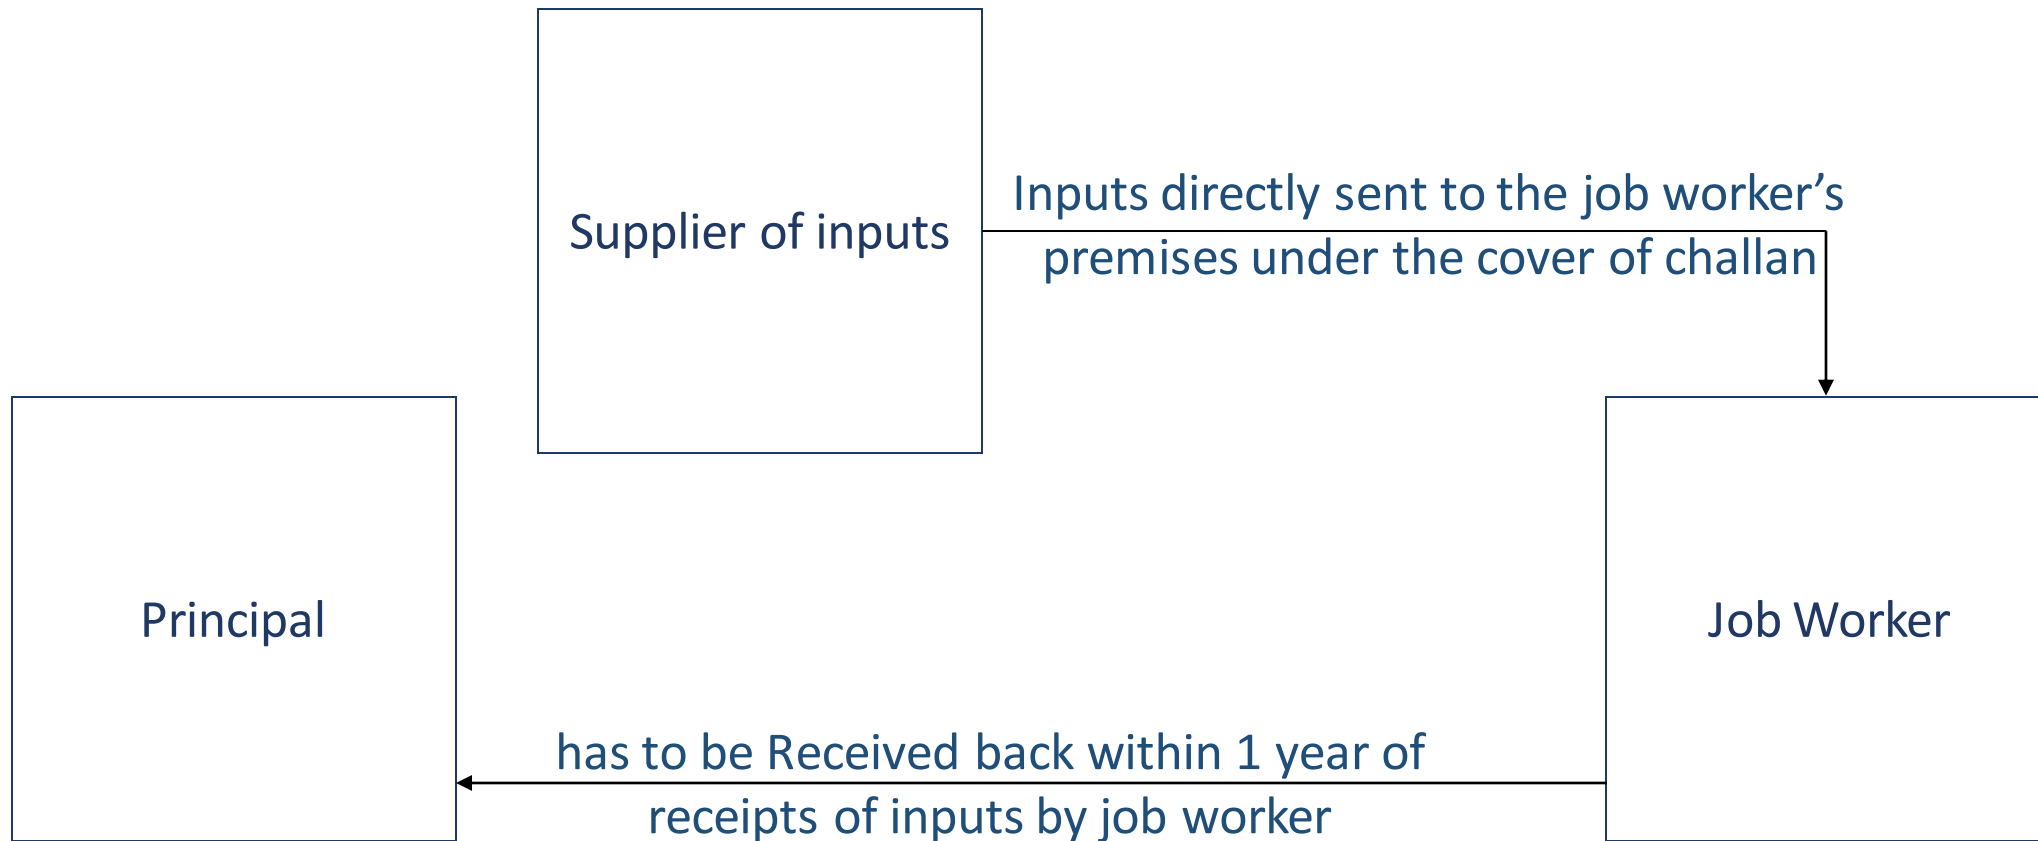 Supplier of inputs
Inputs directly sent to the job worker’s
premises under the cover of challan
Principal
Job Worker
has to be Received back within 1 year of
receipts of inputs by job worker